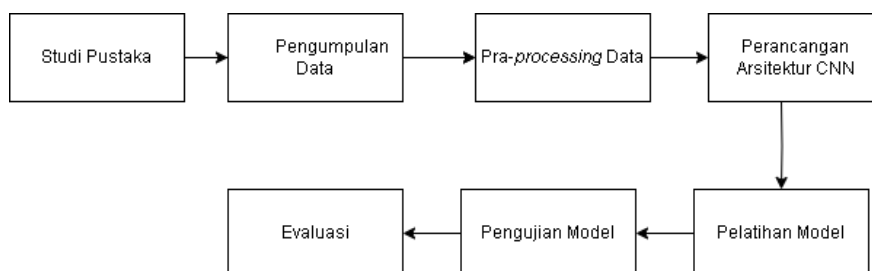 Studi Pustaka
Pengumpulan
Data
Pra-processing Data
Perancangan
Arsitektur CNN
Pelatihan Model
Pengujian Model
Evaluasi